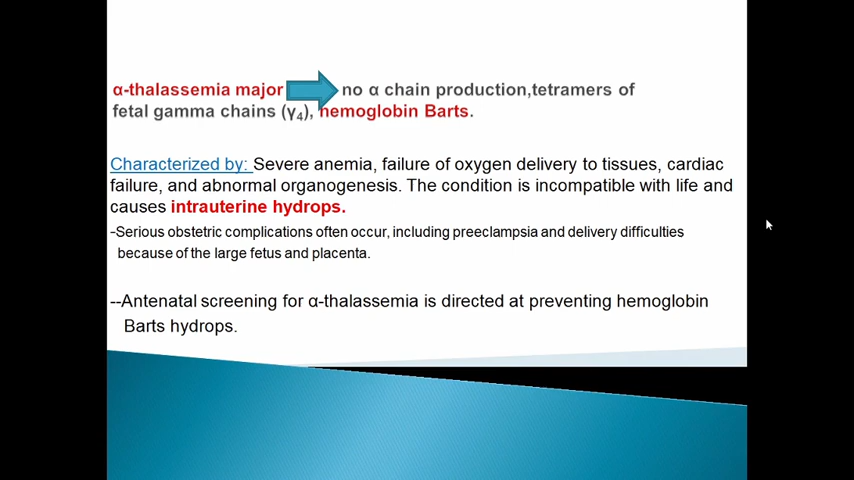 α-thalassemia major no α chain production,tetramers of
fetal gamma chains (γ₄), hemoglobin Barts.
Characterized by: Severe anemia, failure of oxygen delivery to tissues, cardiac
failure, and abnormal organogenesis. The condition is incompatible with life and
causes intrauterine hydrops.
-Serious obstetric complications often occur, including preeclampsia and delivery difficulties
because of the large fetus and placenta.
--Antenatal screening for α-thalassemia is directed at preventing hemoglobin
Barts hydrops.